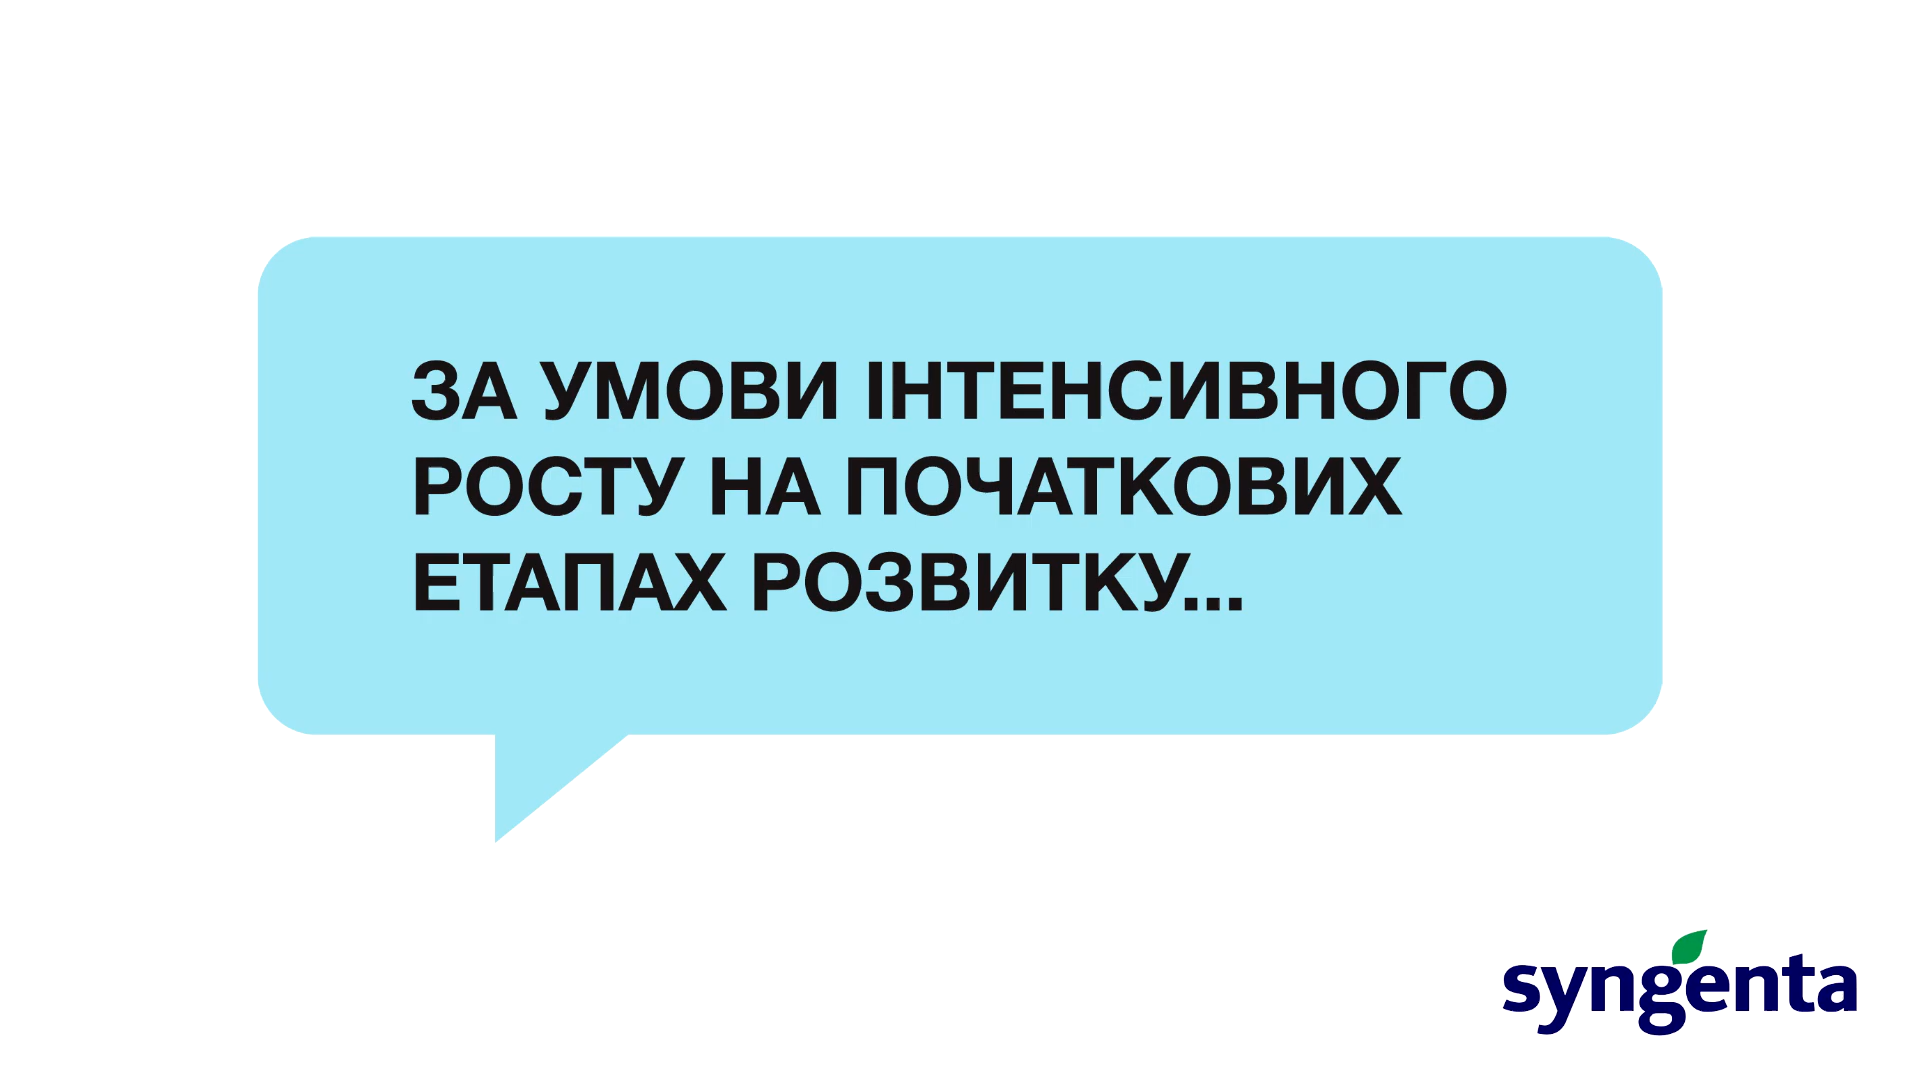 ЗА УМОВИ ІНТЕНСИВНОГО
РОСТУ НА ПОЧАТКОВИХ
ЕТАПАХ РОЗВИТКУ...
syngenta